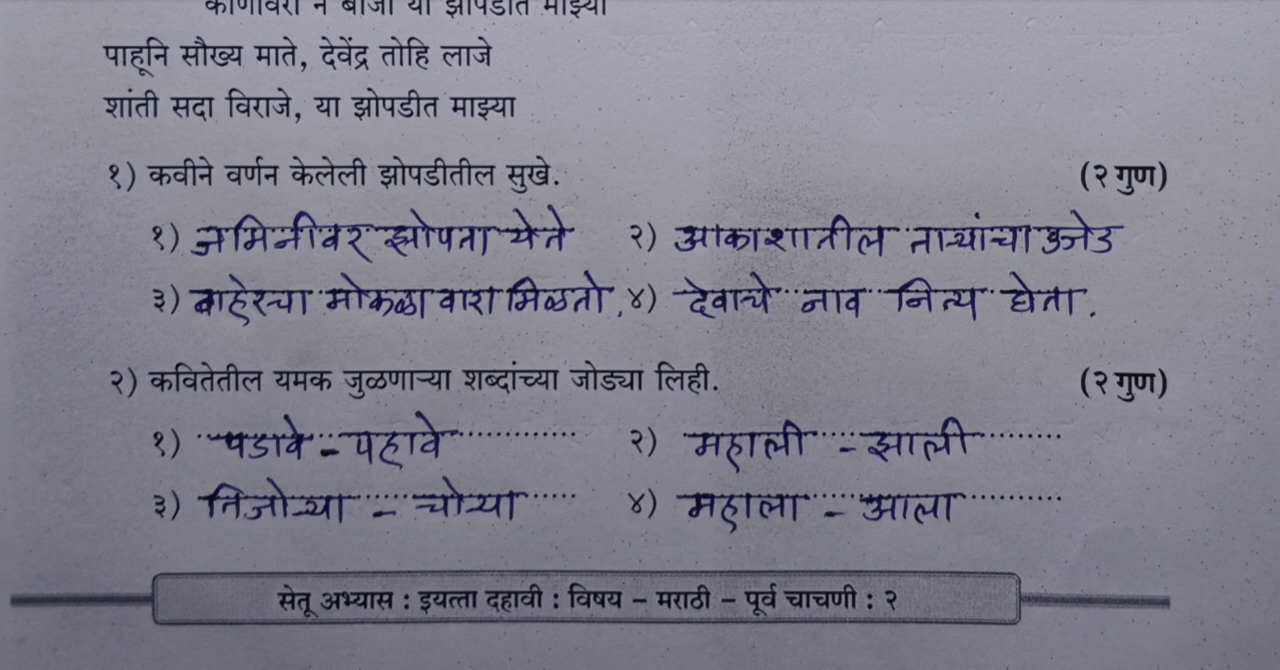 कोणावरी न बोजा या झोपडीत माझ्या
पाहूनि सौख्य माते, देवेंद्र तोहि लाजे
शांती सदा विराजे, या झोपडीत माझ्या
१) कवीने वर्णन केलेली झोपडीतील सुखे. (२ गुण)
१) जमिनीवर झोपता येते २) आकाशातील ताऱ्यांचा उजेड
३) बाहेरचा मोकळा वारा मिळतो. ४) देवाचे नाव नित्य घेता.
२) कवितेतील यमक जुळणाऱ्या शब्दांच्या जोड्या लिही. (२ गुण)
१) पडावे - पहावे २) महाली - झाली
३) तिजोऱ्या - चोऱ्या ४) महाला - आला
सेतू अभ्यास : इयत्ता दहावी : विषय – मराठी – पूर्व चाचणी : २